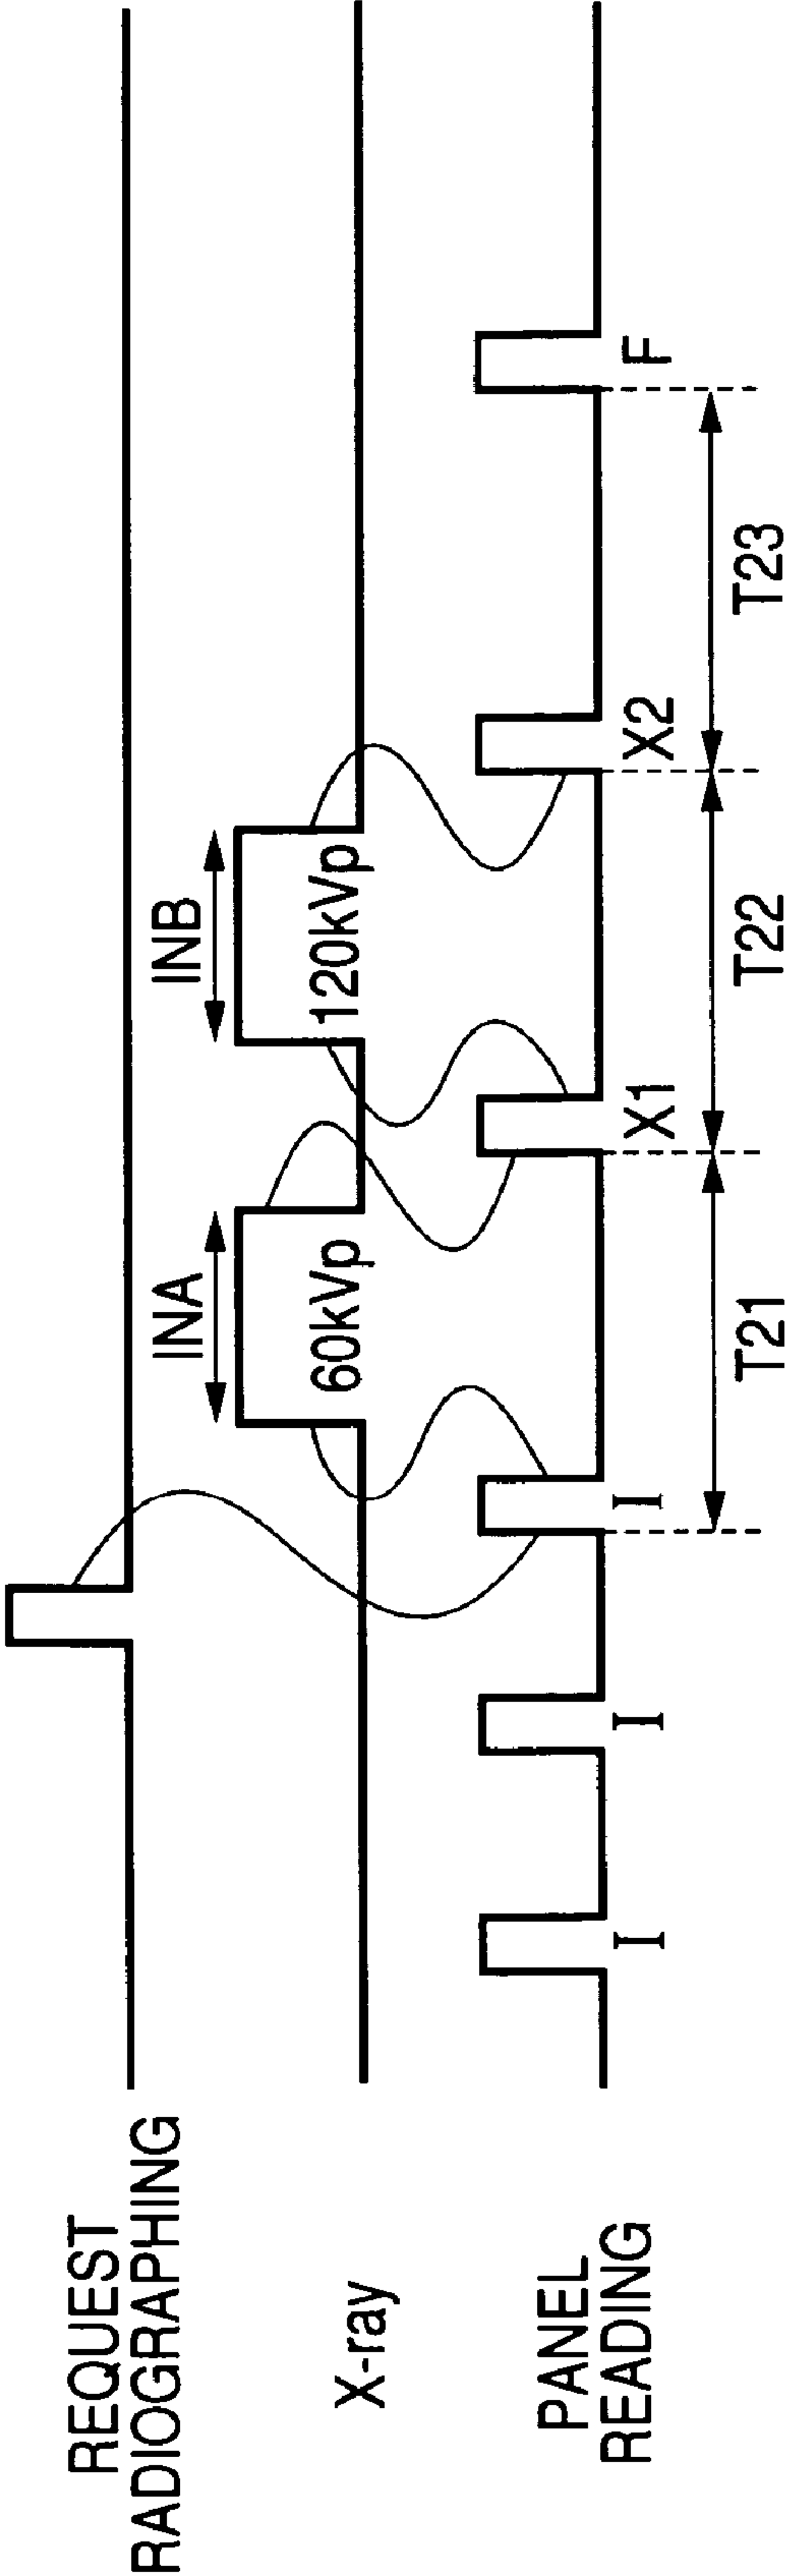 REQUEST
RADIOGRAPHING
INA
INB
X-ray
60kVp
120kVp
PANEL
READING
I
I
I
X1
X2
F
T21
T22
T23